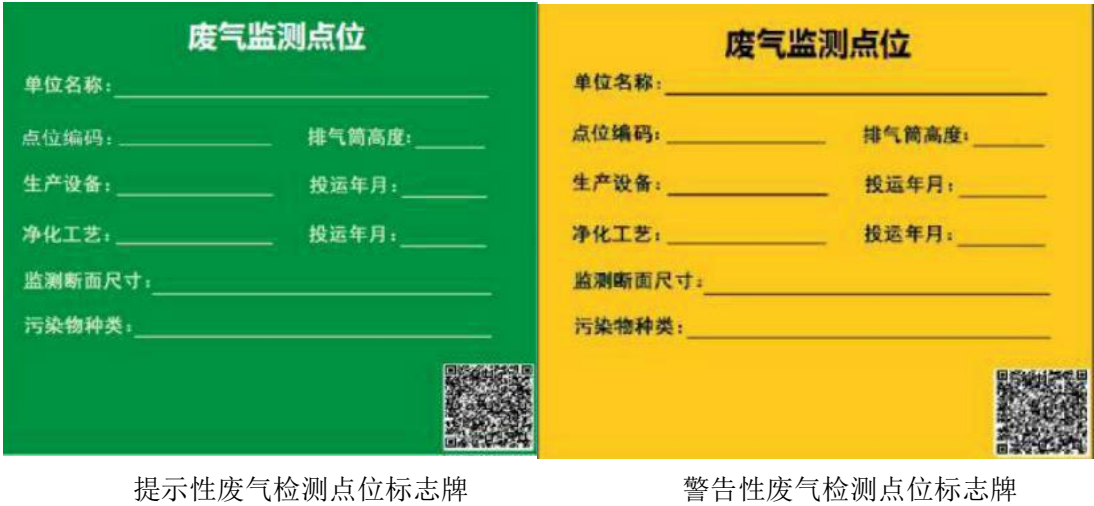 废气监测点位
单位名称：
点位编码： 排气筒高度：
生产设备： 投运年月：
净化工艺： 投运年月：
监测断面尺寸：
污染物种类：
废气监测点位
单位名称：
点位编码： 排气筒高度：
生产设备： 投运年月：
净化工艺： 投运年月：
监测断面尺寸：
污染物种类：
提示性废气检测点位标志牌
警告性废气检测点位标志牌